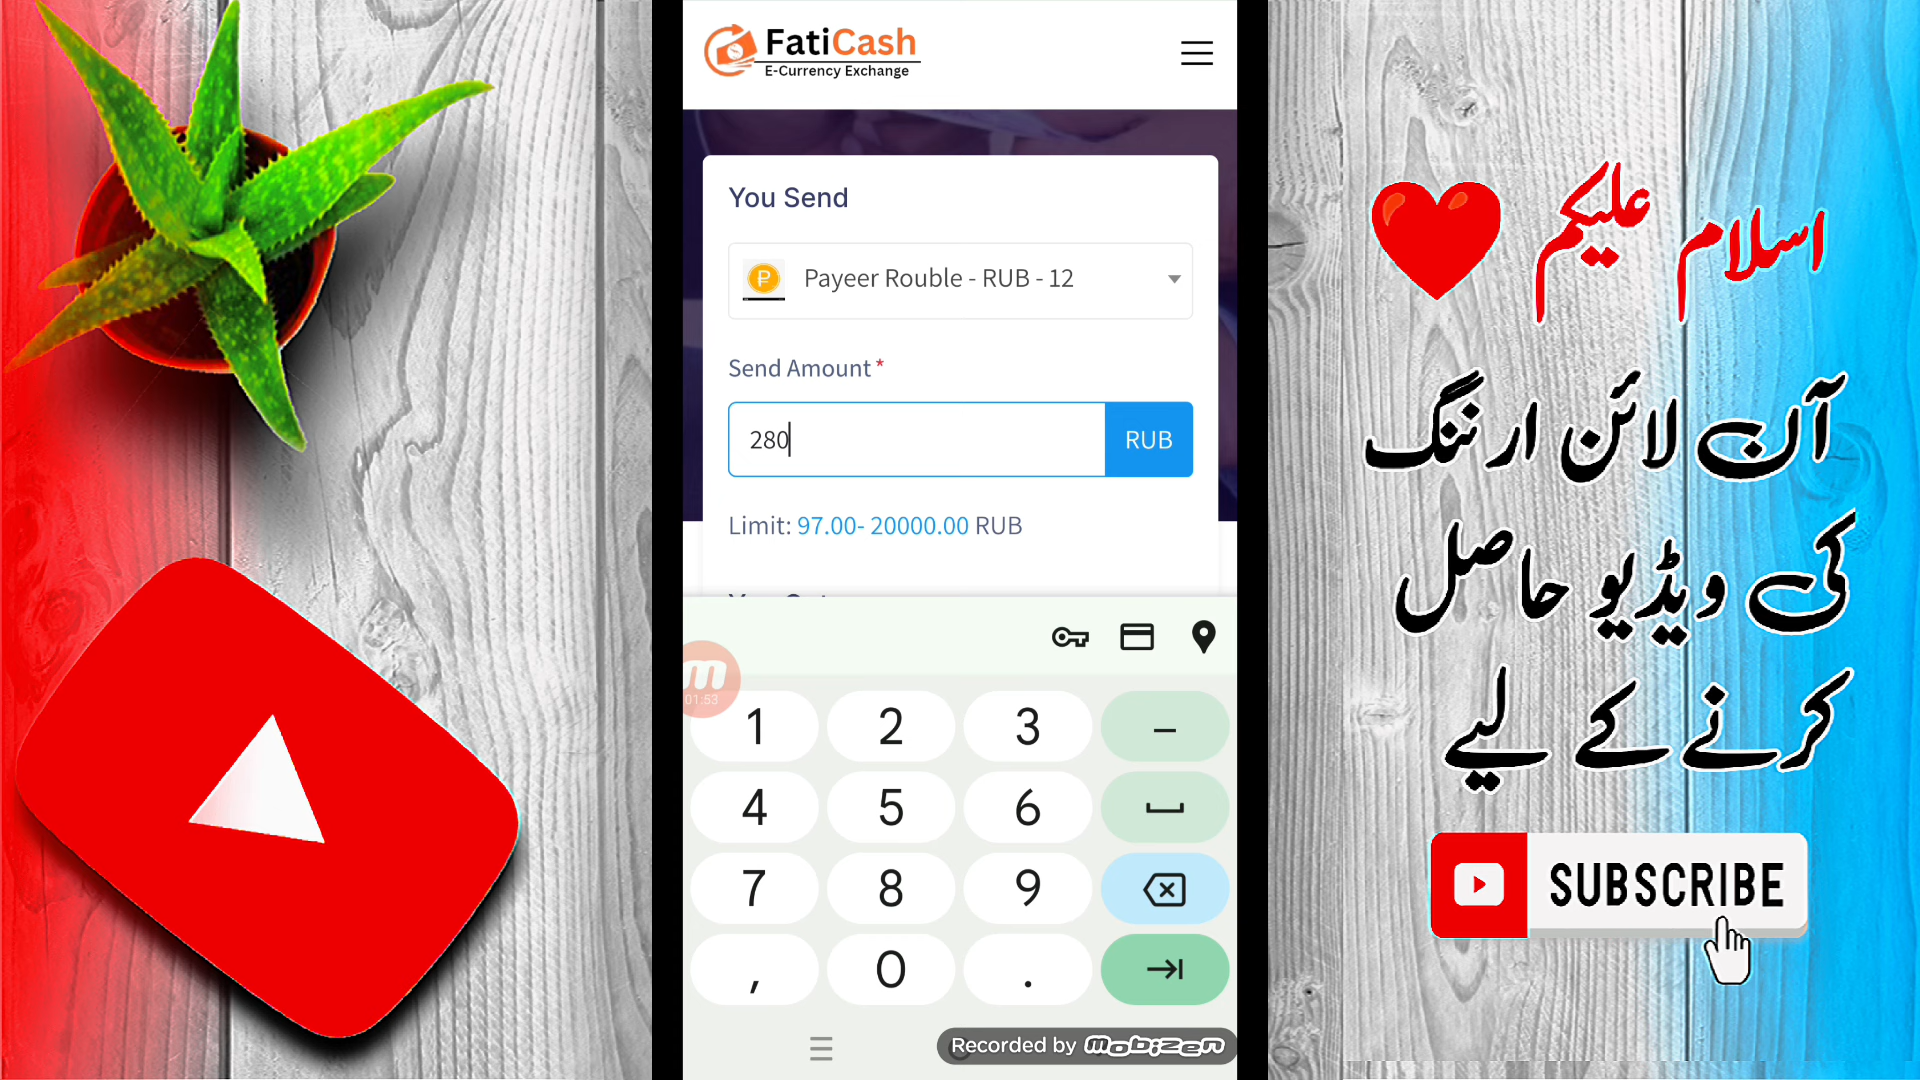 FatiCash
E-Currency Exchange
You Send
Payeer Rouble - RUB - 12
Send Amount *
280
RUB
Limit: 97.00- 20000.00 RUB
01:53
1 2 3 –
4 5 6
7 8 9
, 0 .
Recorded by mobizen
اسلام علیکم
آن لائن ارننگ
کی ویڈیو حاصل
کرنے کے لیے
SUBSCRIBE